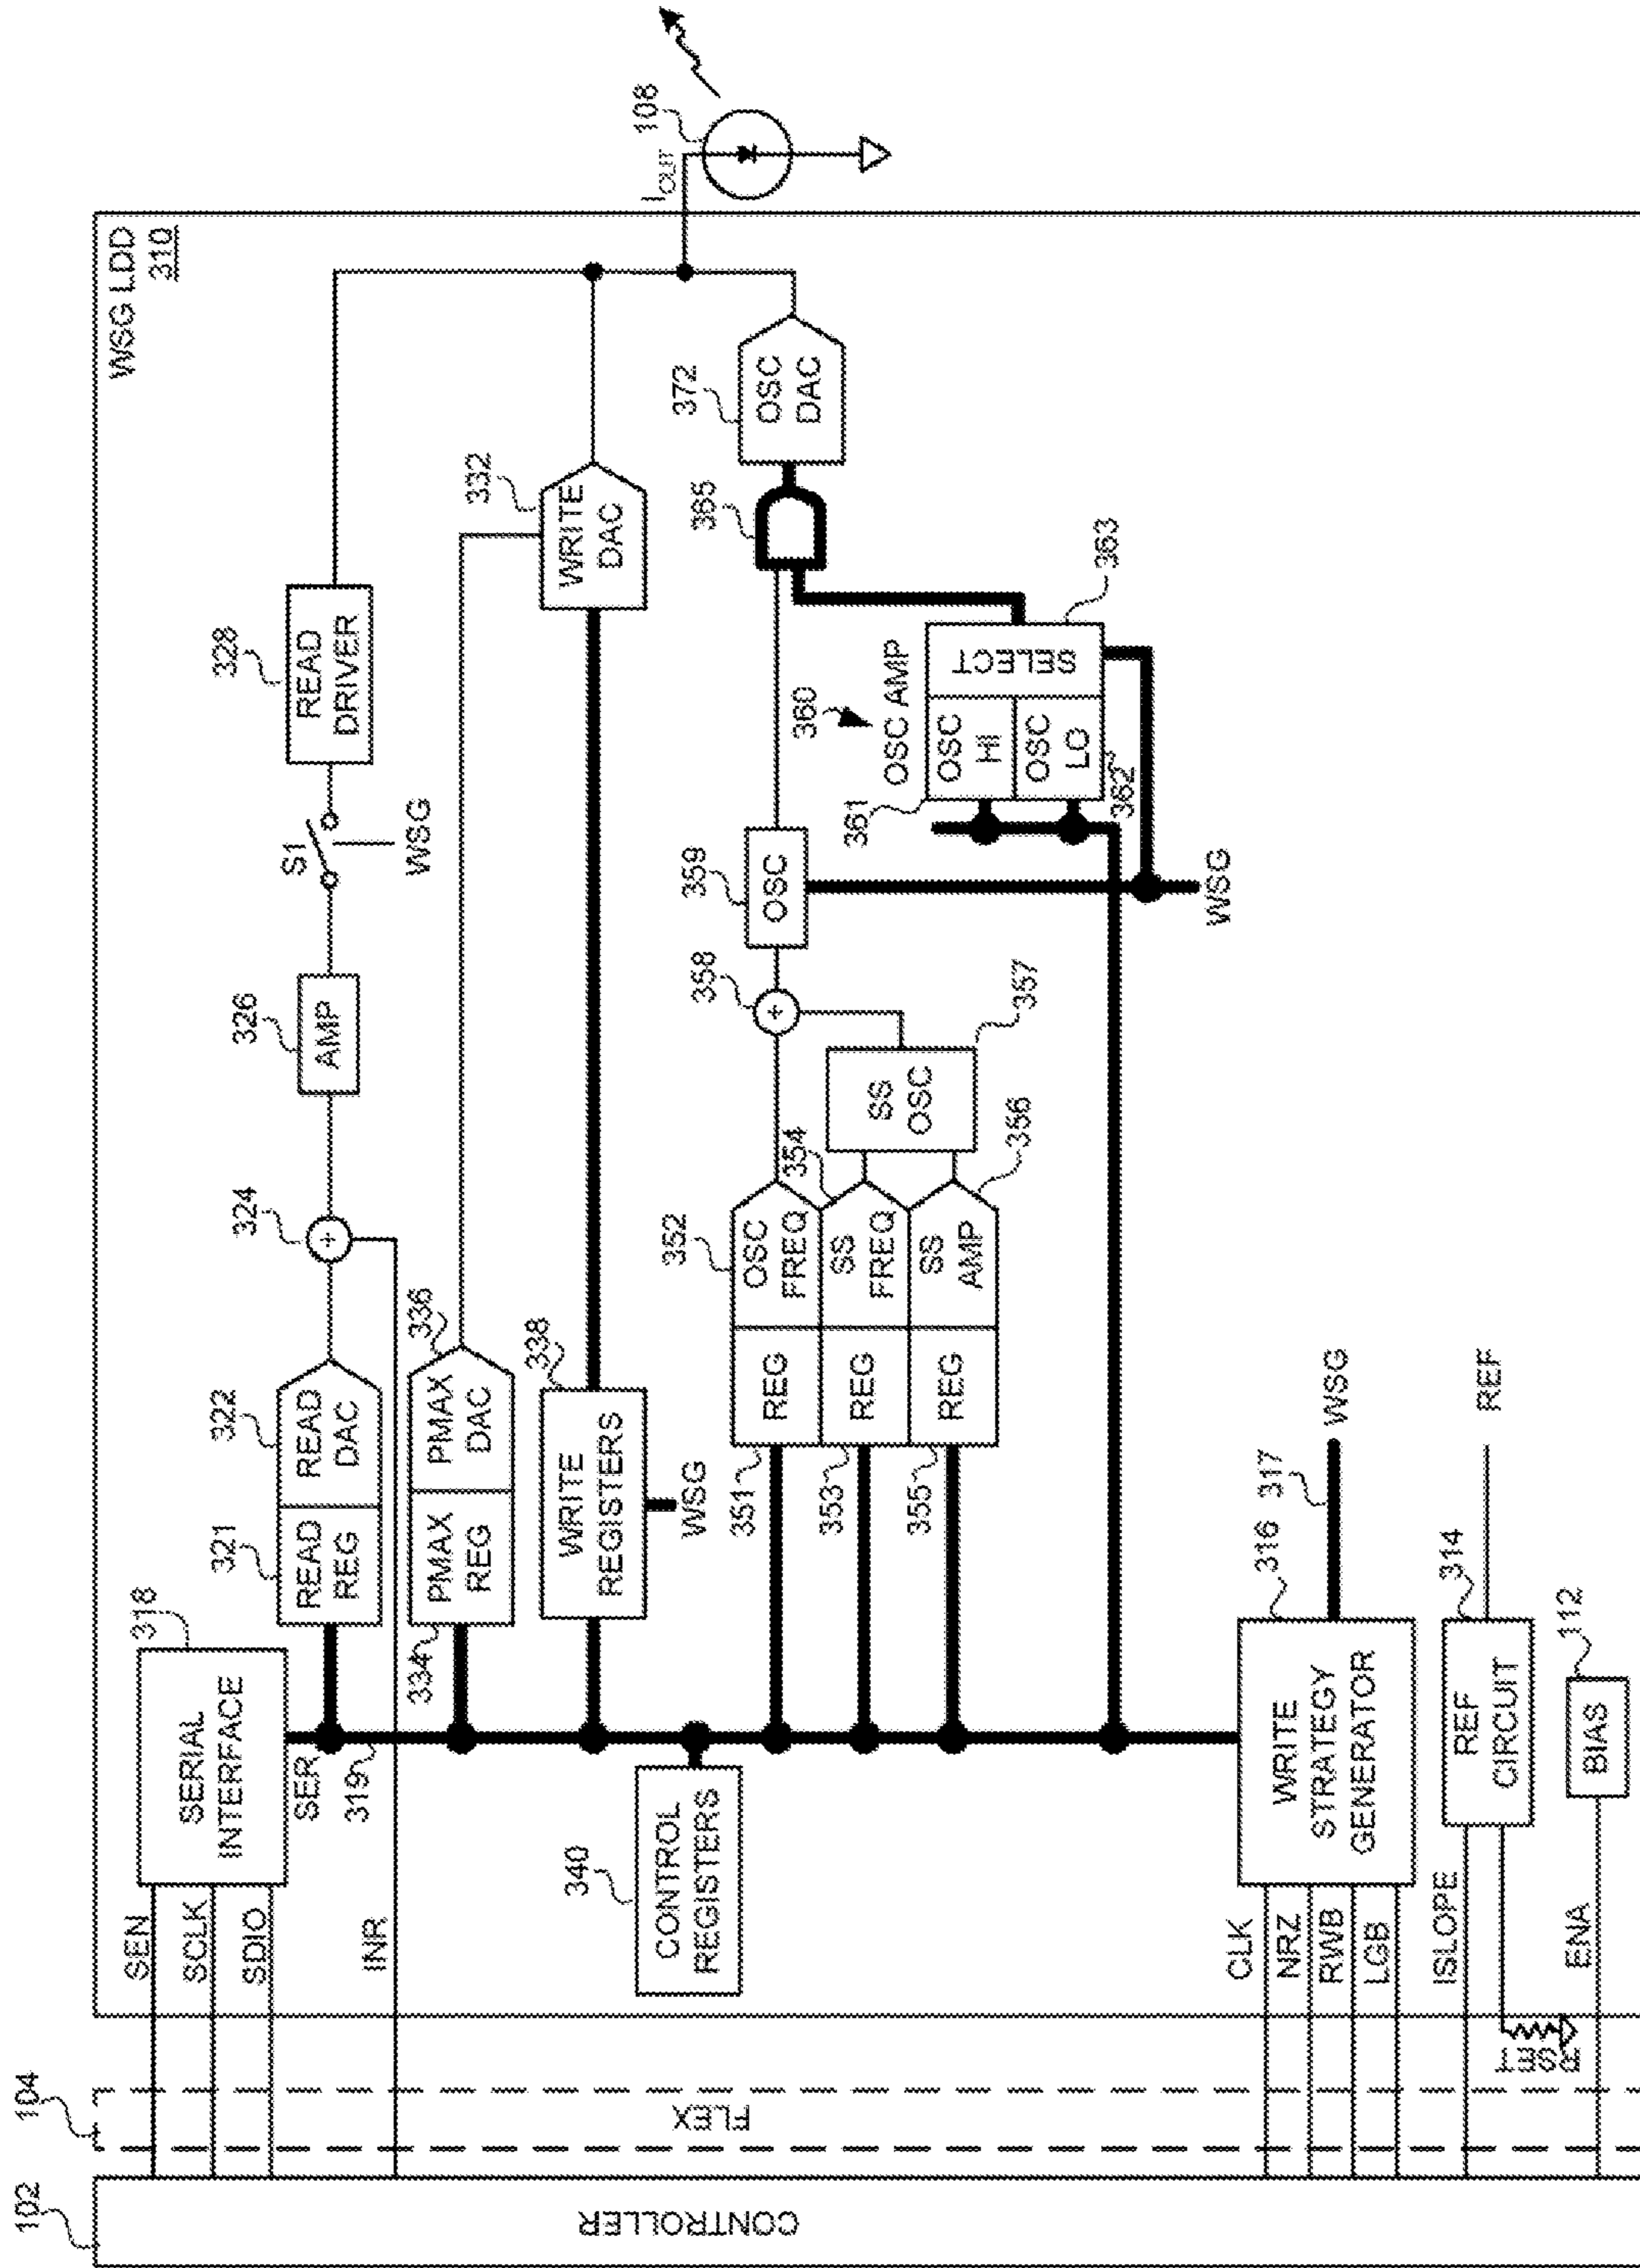 WSG LDD
310
102
CONTROLLER
104
FLEX
SEN
SCLK
SDIO
SERIAL
INTERFACE
318
SER
319
INR
321
READ
REG
322
READ
DAC
324
+
326
AMP
S1
WSG
328
READ
DRIVER
334
PMAX
REG
336
PMAX
DAC
338
WRITE
REGISTERS
WSG
332
WRITE
DAC
IOUT
108
340
CONTROL
REGISTERS
351
REG
352
OSC
FREQ
353
REG
354
SS
FREQ
355
REG
356
SS
AMP
357
SS
OSC
358
+
359
OSC
360
OSC AMP
361
OSC
HI
362
OSC
LO
363
SELECT
WSG
365
372
OSC
DAC
CLK
NRZ
RWB
LGB
316
WRITE
STRATEGY
GENERATOR
317
WSG
ISLOPE
RSET
314
REF
CIRCUIT
REF
ENA
112
BIAS